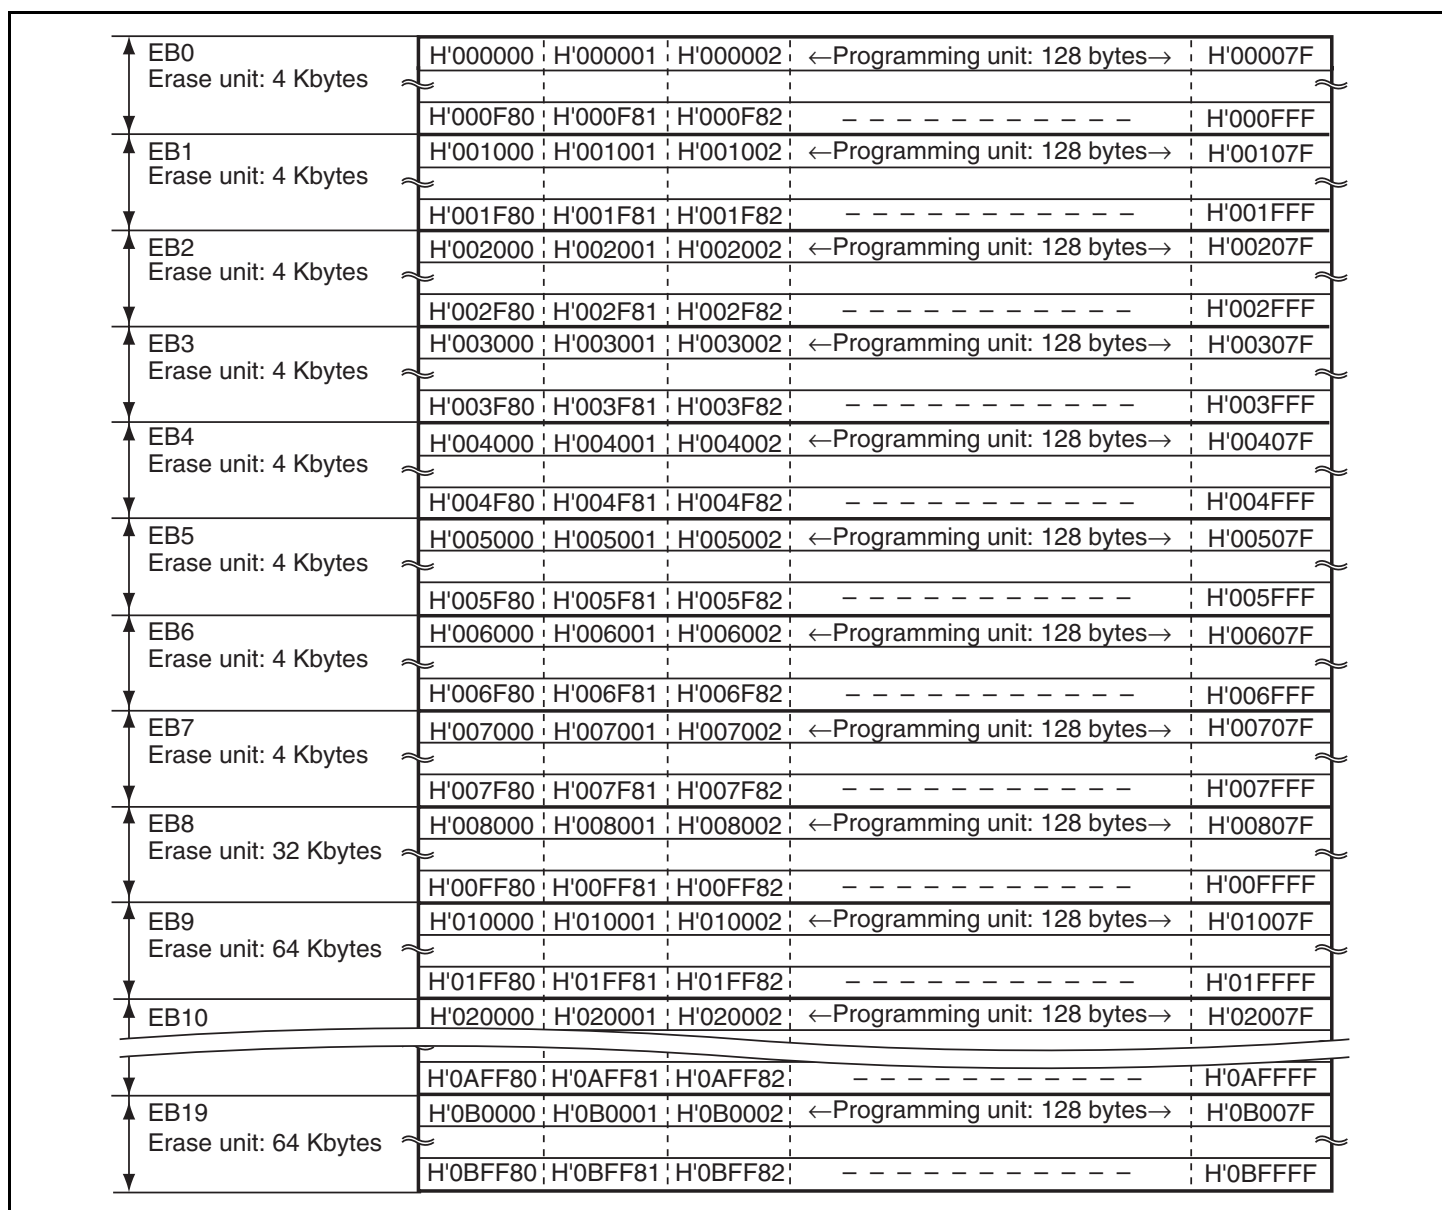 EB0 H'000000 H'000001 H'000002 ←Programming unit: 128 bytes→ H'00007F
Erase unit: 4 Kbytes
H'000F80 H'000F81 H'000F82 – – – – – – – – – – – H'000FFF
EB1 H'001000 H'001001 H'001002 ←Programming unit: 128 bytes→ H'00107F
Erase unit: 4 Kbytes
H'001F80 H'001F81 H'001F82 – – – – – – – – – – – H'001FFF
EB2 H'002000 H'002001 H'002002 ←Programming unit: 128 bytes→ H'00207F
Erase unit: 4 Kbytes
H'002F80 H'002F81 H'002F82 – – – – – – – – – – – H'002FFF
EB3 H'003000 H'003001 H'003002 ←Programming unit: 128 bytes→ H'00307F
Erase unit: 4 Kbytes
H'003F80 H'003F81 H'003F82 – – – – – – – – – – – H'003FFF
EB4 H'004000 H'004001 H'004002 ←Programming unit: 128 bytes→ H'00407F
Erase unit: 4 Kbytes
H'004F80 H'004F81 H'004F82 – – – – – – – – – – – H'004FFF
EB5 H'005000 H'005001 H'005002 ←Programming unit: 128 bytes→ H'00507F
Erase unit: 4 Kbytes
H'005F80 H'005F81 H'005F82 – – – – – – – – – – – H'005FFF
EB6 H'006000 H'006001 H'006002 ←Programming unit: 128 bytes→ H'00607F
Erase unit: 4 Kbytes
H'006F80 H'006F81 H'006F82 – – – – – – – – – – – H'006FFF
EB7 H'007000 H'007001 H'007002 ←Programming unit: 128 bytes→ H'00707F
Erase unit: 4 Kbytes
H'007F80 H'007F81 H'007F82 – – – – – – – – – – – H'007FFF
EB8 H'008000 H'008001 H'008002 ←Programming unit: 128 bytes→ H'00807F
Erase unit: 32 Kbytes
H'00FF80 H'00FF81 H'00FF82 – – – – – – – – – – – H'00FFFF
EB9 H'010000 H'010001 H'010002 ←Programming unit: 128 bytes→ H'01007F
Erase unit: 64 Kbytes
H'01FF80 H'01FF81 H'01FF82 – – – – – – – – – – – H'01FFFF
EB10 H'020000 H'020001 H'020002 ←Programming unit: 128 bytes→ H'02007F
H'0AFF80 H'0AFF81 H'0AFF82 – – – – – – – – – – – H'0AFFFF
EB19 H'0B0000 H'0B0001 H'0B0002 ←Programming unit: 128 bytes→ H'0B007F
Erase unit: 64 Kbytes
H'0BFF80 H'0BFF81 H'0BFF82 – – – – – – – – – – – H'0BFFFF